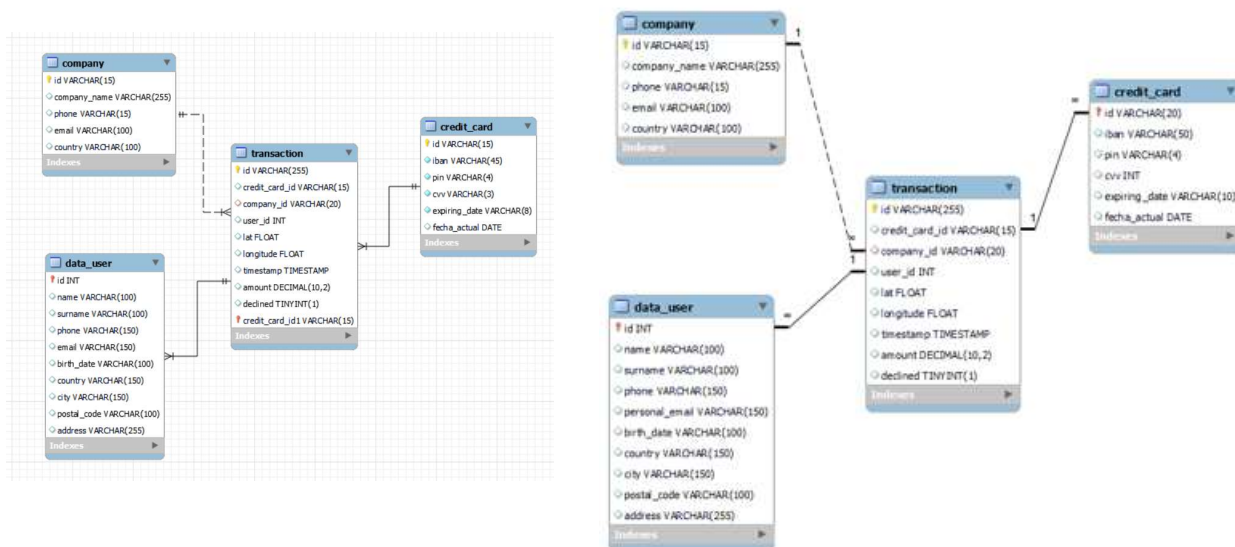 company
id VARCHAR(15)
company_name VARCHAR(255)
phone VARCHAR(15)
email VARCHAR(100)
country VARCHAR(100)
Indexes
transaction
id VARCHAR(255)
credit_card_id VARCHAR(15)
company_id VARCHAR(20)
user_id INT
lat FLOAT
longitude FLOAT
timestamp TIMESTAMP
amount DECIMAL(10,2)
declined TINYINT(1)
credit_card_id1 VARCHAR(15)
Indexes
credit_card
id VARCHAR(15)
iban VARCHAR(45)
pin VARCHAR(4)
cvv VARCHAR(3)
expiring_date VARCHAR(8)
fecha_actual DATE
Indexes
data_user
id INT
name VARCHAR(100)
surname VARCHAR(100)
phone VARCHAR(150)
email VARCHAR(150)
birth_date VARCHAR(100)
country VARCHAR(150)
city VARCHAR(150)
postal_code VARCHAR(100)
address VARCHAR(255)
Indexes
company
id VARCHAR(15)
company_name VARCHAR(255)
phone VARCHAR(15)
email VARCHAR(100)
country VARCHAR(100)
Indexes
1
∞
credit_card
id VARCHAR(20)
iban VARCHAR(50)
pin VARCHAR(4)
cvv INT
expiring_date VARCHAR(10)
fecha_actual DATE
Indexes
transaction
id VARCHAR(255)
credit_card_id VARCHAR(15)
company_id VARCHAR(20)
user_id INT
lat FLOAT
longitude FLOAT
timestamp TIMESTAMP
amount DECIMAL(10,2)
declined TINYINT(1)
Indexes
1
∞
1
∞
data_user
id INT
name VARCHAR(100)
surname VARCHAR(100)
phone VARCHAR(150)
personal_email VARCHAR(150)
birth_date VARCHAR(100)
country VARCHAR(150)
city VARCHAR(150)
postal_code VARCHAR(100)
address VARCHAR(255)
Indexes